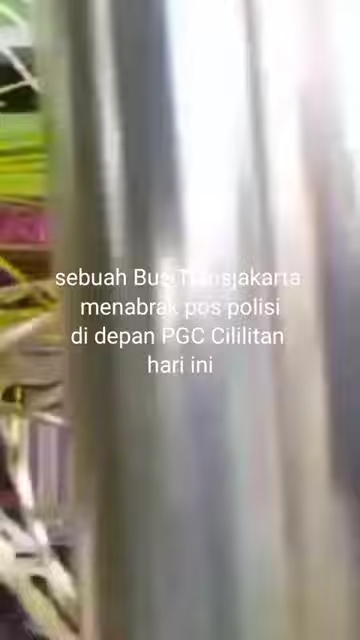 sebuah Bus Transjakarta
menabrak pos polisi
di depan PGC Cililitan
hari ini